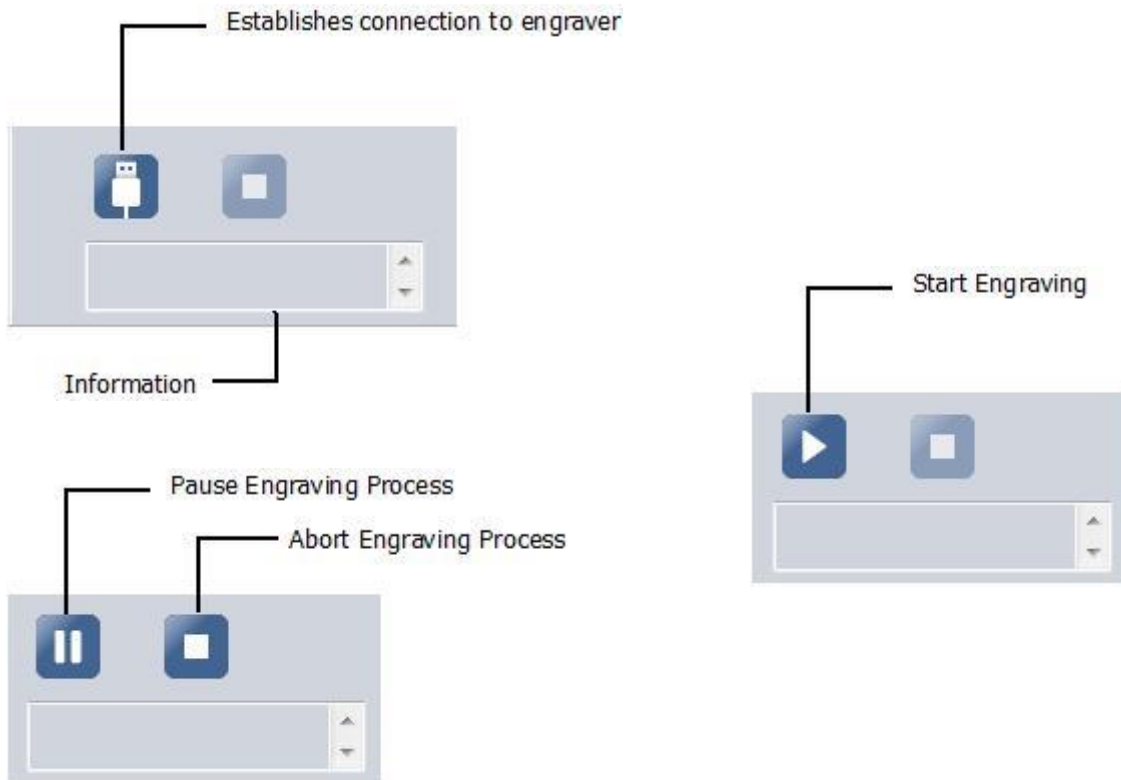 Establishes connection to engraver
Information
Start Engraving
Pause Engraving Process
Abort Engraving Process